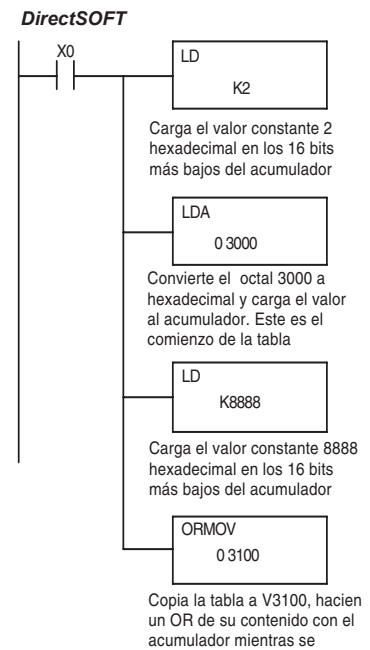 DirectSOFT
X0
LD
K2
Carga el valor constante 2
hexadecimal en los 16 bits
más bajos del acumulador
LDA
0 3000
Convierte el octal 3000 a
hexadecimal y carga el valor
al acumulador. Este es el
comienzo de la tabla
LD
K8888
Carga el valor constante 8888
hexadecimal en los 16 bits
más bajos del acumulador
ORMOV
0 3100
Copia la tabla a V3100, hacien
un OR de su contenido con el
acumulador mientras se